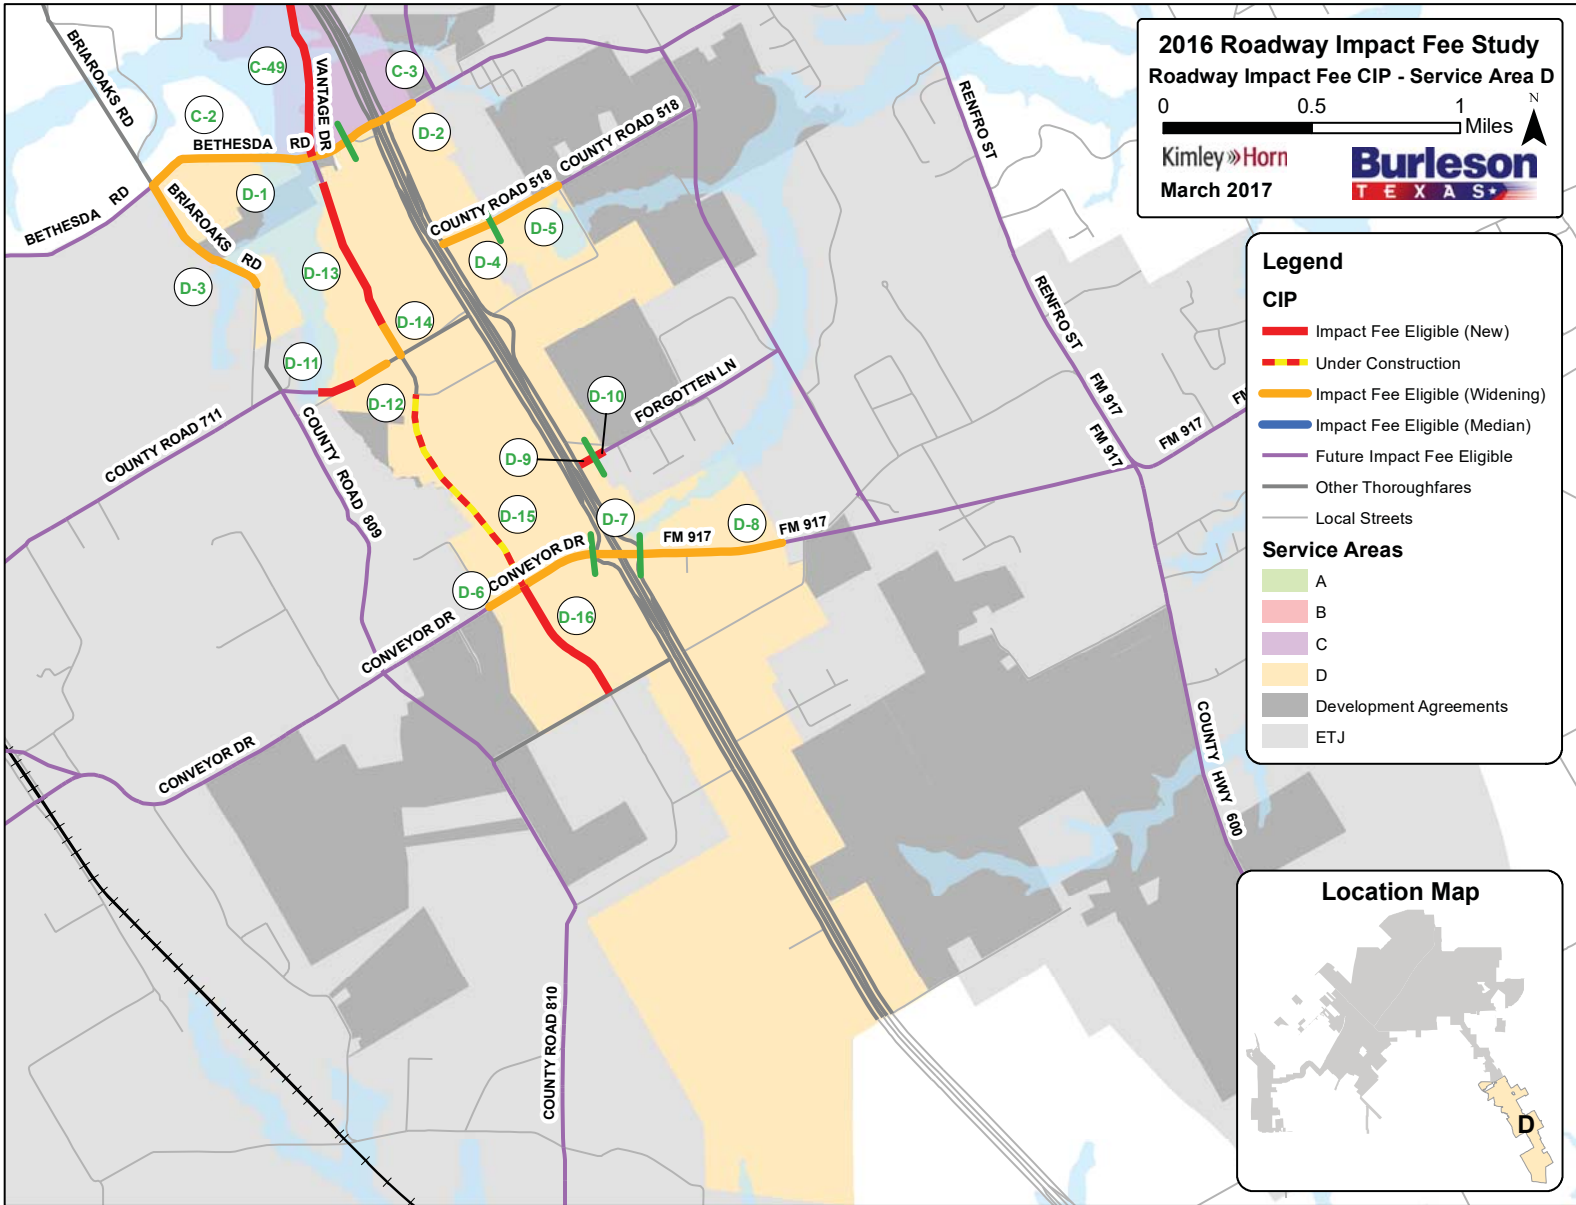 2016 Roadway Impact Fee Study
Roadway Impact Fee CIP - Service Area D
0 0.5 1
Miles
N
Kimley»Horn
March 2017
Burleson
TEXAS
Legend
CIP
Impact Fee Eligible (New)
Under Construction
Impact Fee Eligible (Widening)
Impact Fee Eligible (Median)
Future Impact Fee Eligible
Other Thoroughfares
Local Streets
Service Areas
A
B
C
D
Development Agreements
ETJ
Location Map
D
BRIAROAKS RD
C-49
VANTAGE DR
C-3
C-2
BETHESDA RD
D-2
D-1
BETHESDA RD
BRIAROAKS RD
D-3
D-13
COUNTY ROAD 518
COUNTY ROAD 518
D-5
D-4
RENFRO ST
RENFRO ST
D-14
D-11
D-12
D-10
FORGOTTEN LN
D-9
COUNTY ROAD 711
COUNTY ROAD 809
FM 917
FM 917
FM 917
FM
D-15
D-7
D-8
FM 917
FM 917
CONVEYOR DR
D-6
D-16
CONVEYOR DR
CONVEYOR DR
COUNTY HWY 600
COUNTY ROAD 810